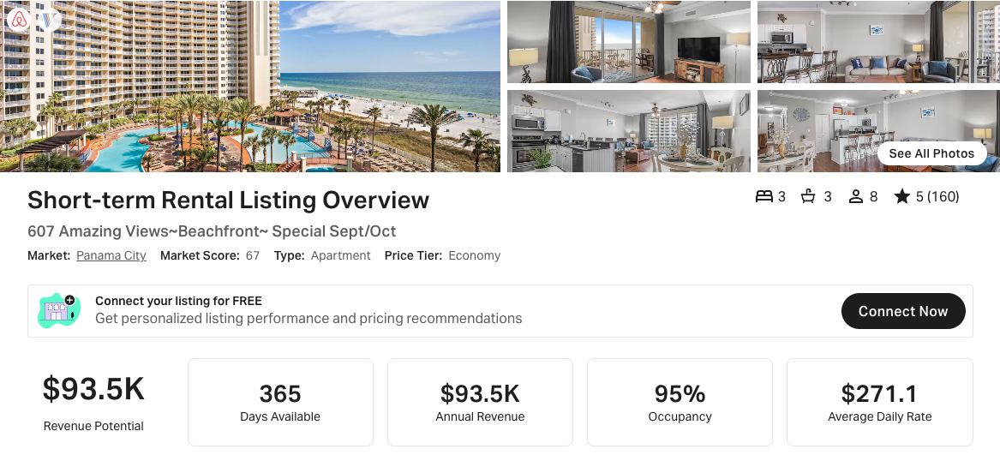 See All Photos
Short-term Rental Listing Overview
3 3 8 5 (160)
607 Amazing Views~Beachfront~ Special Sept/Oct
Market: Panama City Market Score: 67 Type: Apartment Price Tier: Economy
Connect your listing for FREE
Get personalized listing performance and pricing recommendations
Connect Now
$93.5K
Revenue Potential
365
Days Available
$93.5K
Annual Revenue
95%
Occupancy
$271.1
Average Daily Rate